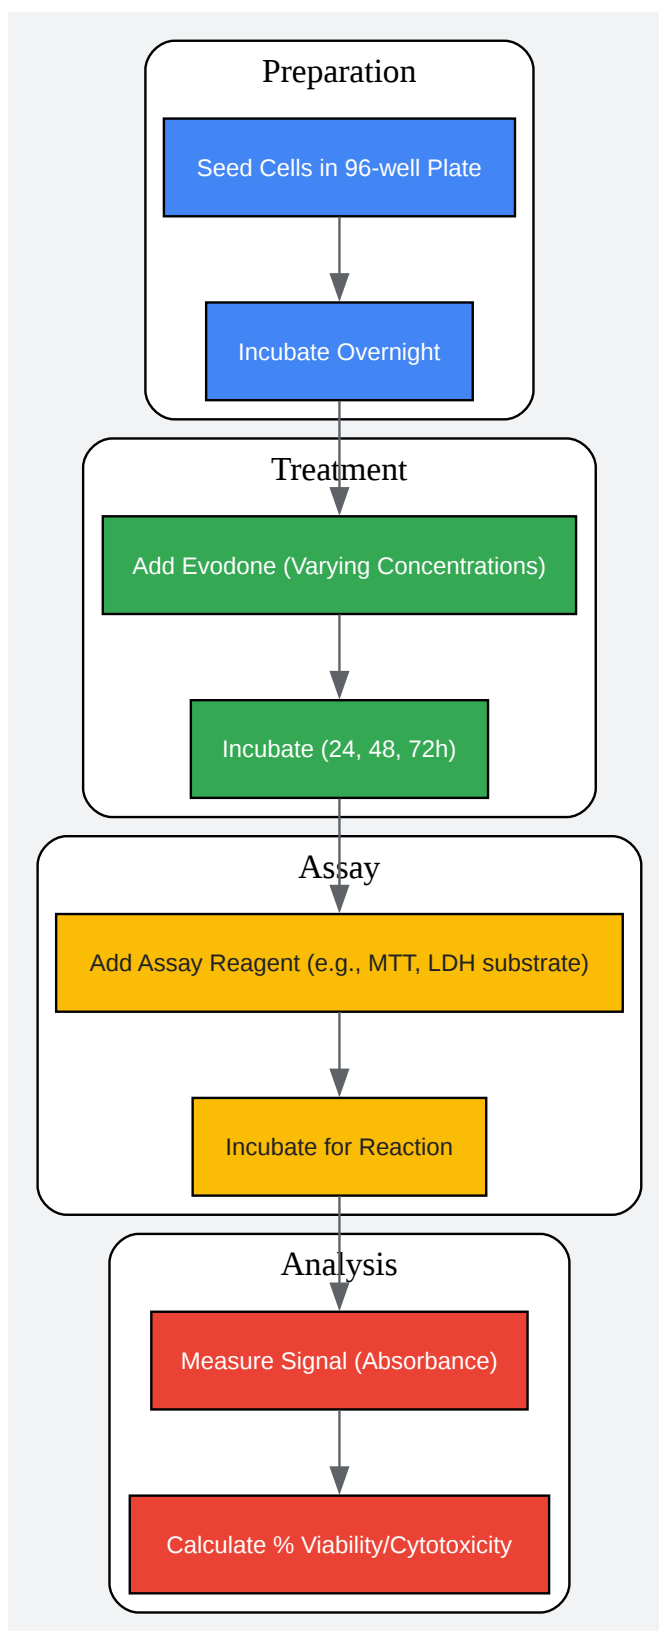 Preparation
Seed Cells in 96-well Plate
Incubate Overnight
Treatment
Add Evodone (Varying Concentrations)
Incubate (24, 48, 72h)
Assay
Add Assay Reagent (e.g., MTT, LDH substrate)
Incubate for Reaction
Analysis
Measure Signal (Absorbance)
Calculate % Viability/Cytotoxicity